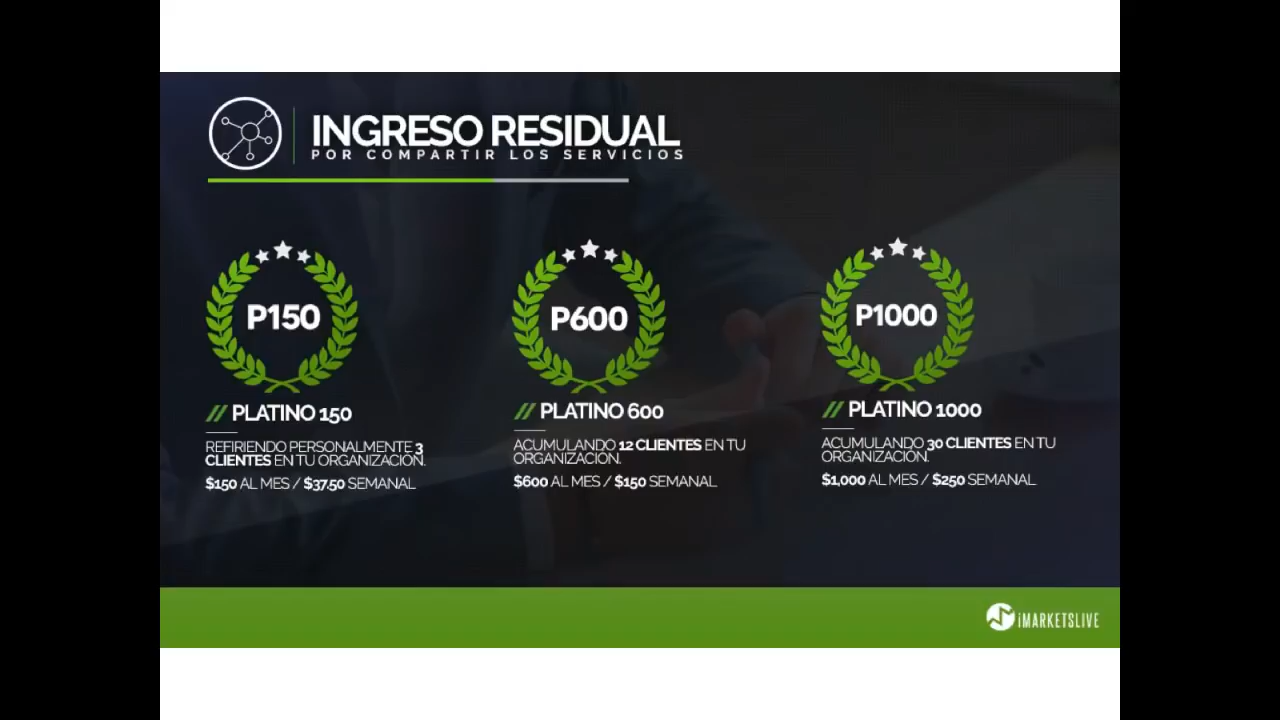 INGRESO RESIDUAL
POR COMPARTIR LOS SERVICIOS
P150
// PLATINO 150
REFIRIENDO PERSONALMENTE 3
CLIENTES EN TU ORGANIZACIÓN.
$150 AL MES / $37.50 SEMANAL
P600
// PLATINO 600
ACUMULANDO 12 CLIENTES EN TU
ORGANIZACIÓN.
$600 AL MES / $150 SEMANAL
P1000
// PLATINO 1000
ACUMULANDO 30 CLIENTES EN TU
ORGANIZACIÓN.
$1,000 AL MES / $250 SEMANAL
iMARKETSLIVE